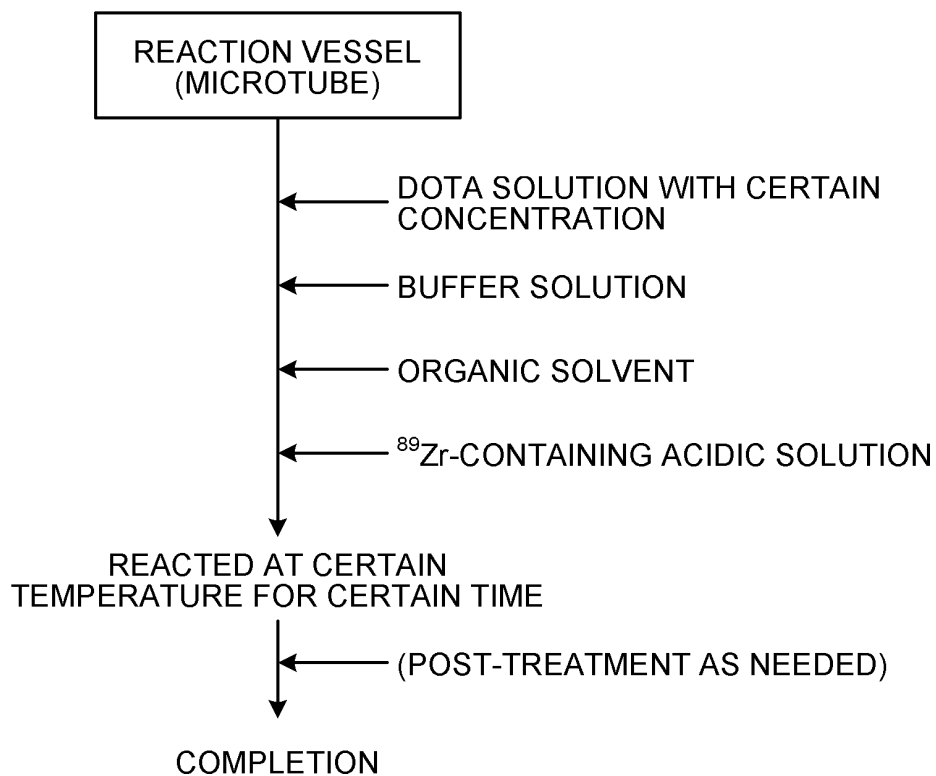 REACTION VESSEL
(MICROTUBE)
DOTA SOLUTION WITH CERTAIN
CONCENTRATION
BUFFER SOLUTION
ORGANIC SOLVENT
⁸⁹Zr-CONTAINING ACIDIC SOLUTION
REACTED AT CERTAIN
TEMPERATURE FOR CERTAIN TIME
(POST-TREATMENT AS NEEDED)
COMPLETION